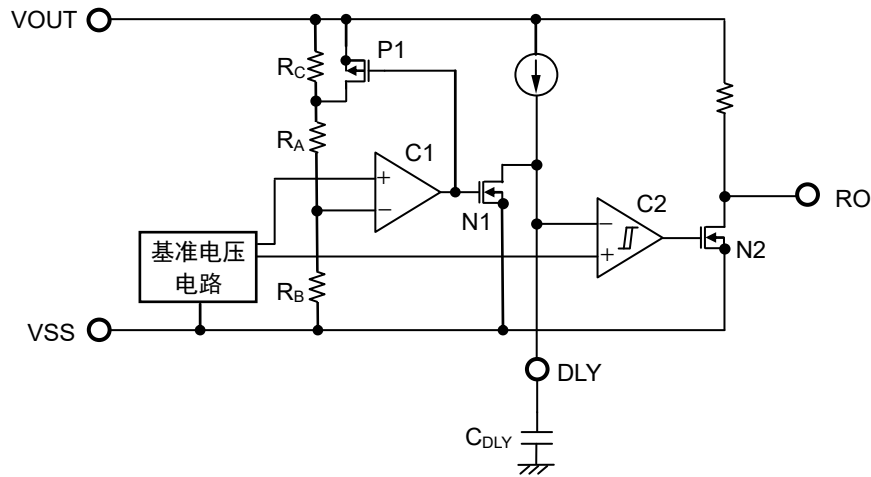 VOUT
P1
RC
RA
C1
+
−
N1
C2
−
+
RO
N2
基准电压
电路
RB
VSS
DLY
CDLY